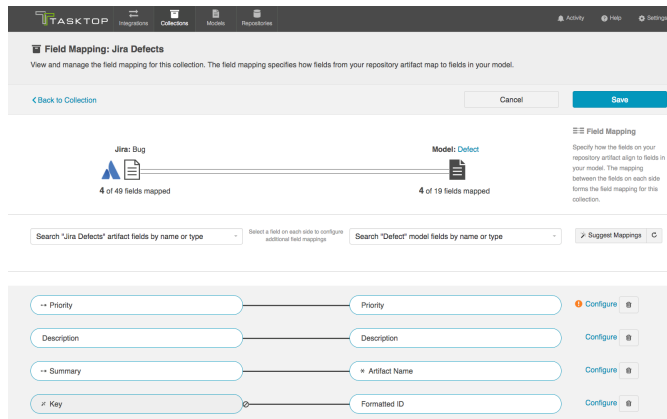 TASKTOP
Integrations
Collections
Models
Repositories
Activity
Help
Settings
Field Mapping: Jira Defects
View and manage the field mapping for this collection. The field mapping specifies how fields from your repository artifact map to fields in your model.
Back to Collection
Cancel
Save
Jira: Bug
Model: Defect
4 of 49 fields mapped
4 of 19 fields mapped
Field Mapping
Specify how the fields on your
repository artifact align to fields in
your model. The mapping
between the fields on each side
forms the field mapping for this
collection.
Search "Jira Defects" artifact fields by name or type
Select a field on each side to configure
additional field mappings
Search "Defect" model fields by name or type
Suggest Mappings
Priority
Priority
Configure
Description
Description
Configure
Summary
* Artifact Name
Configure
Key
Formatted ID
Configure